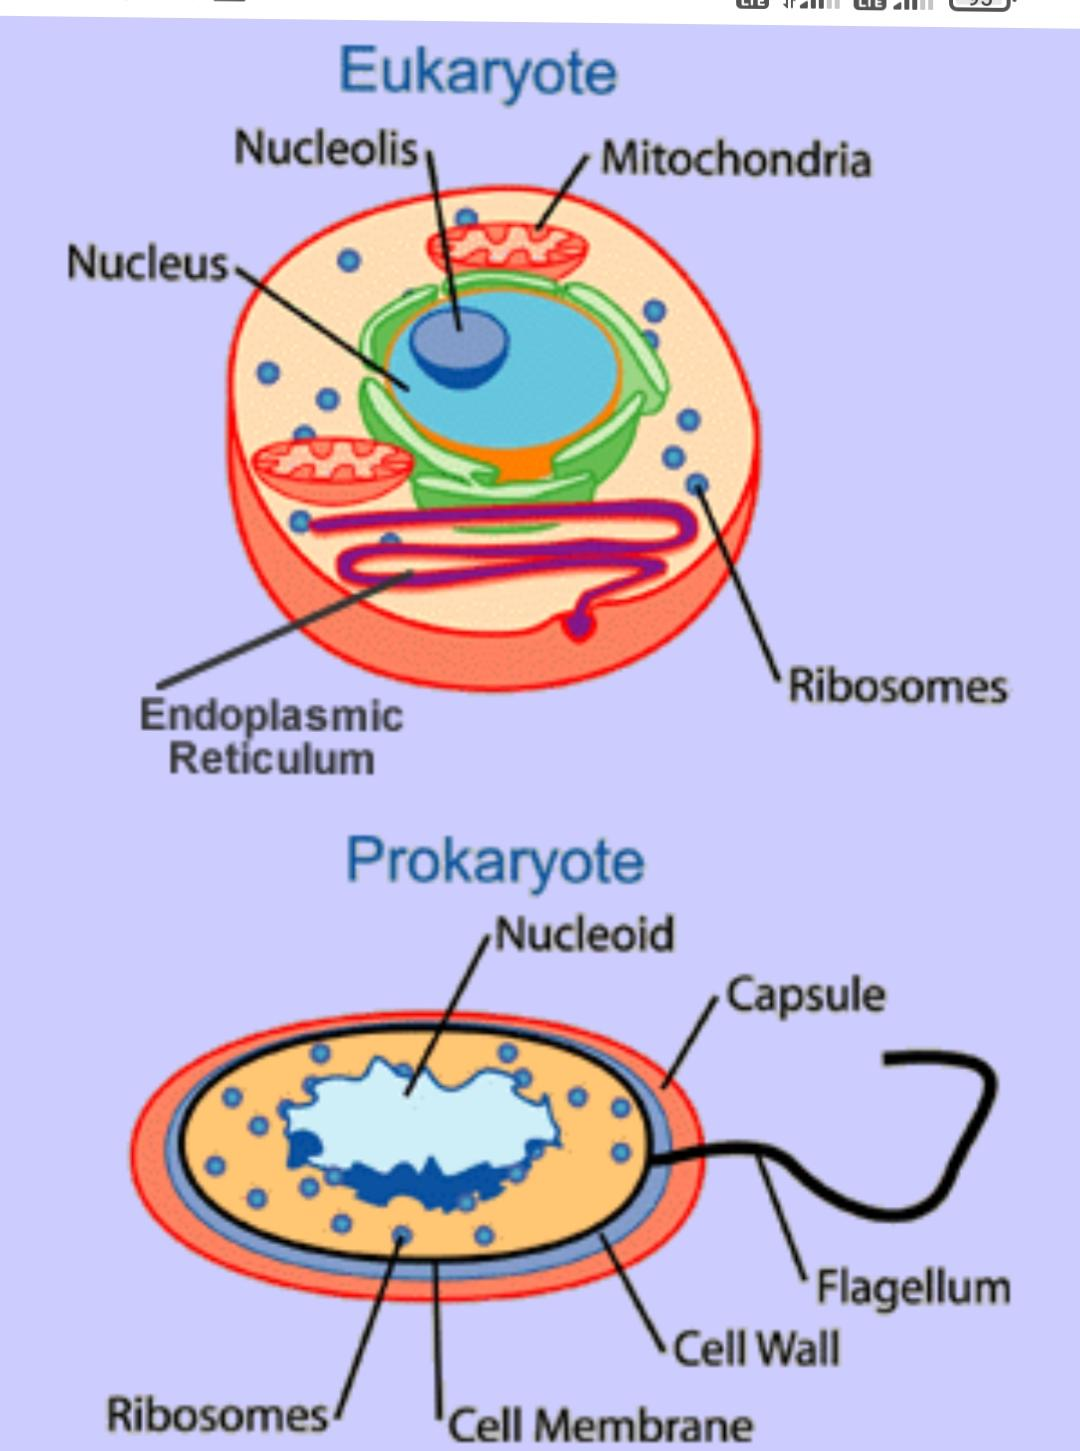 Eukaryote
Nucleolis
Mitochondria
Nucleus
Ribosomes
Endoplasmic
Reticulum
Prokaryote
Nucleoid
Capsule
Flagellum
Cell Wall
Ribosomes
Cell Membrane